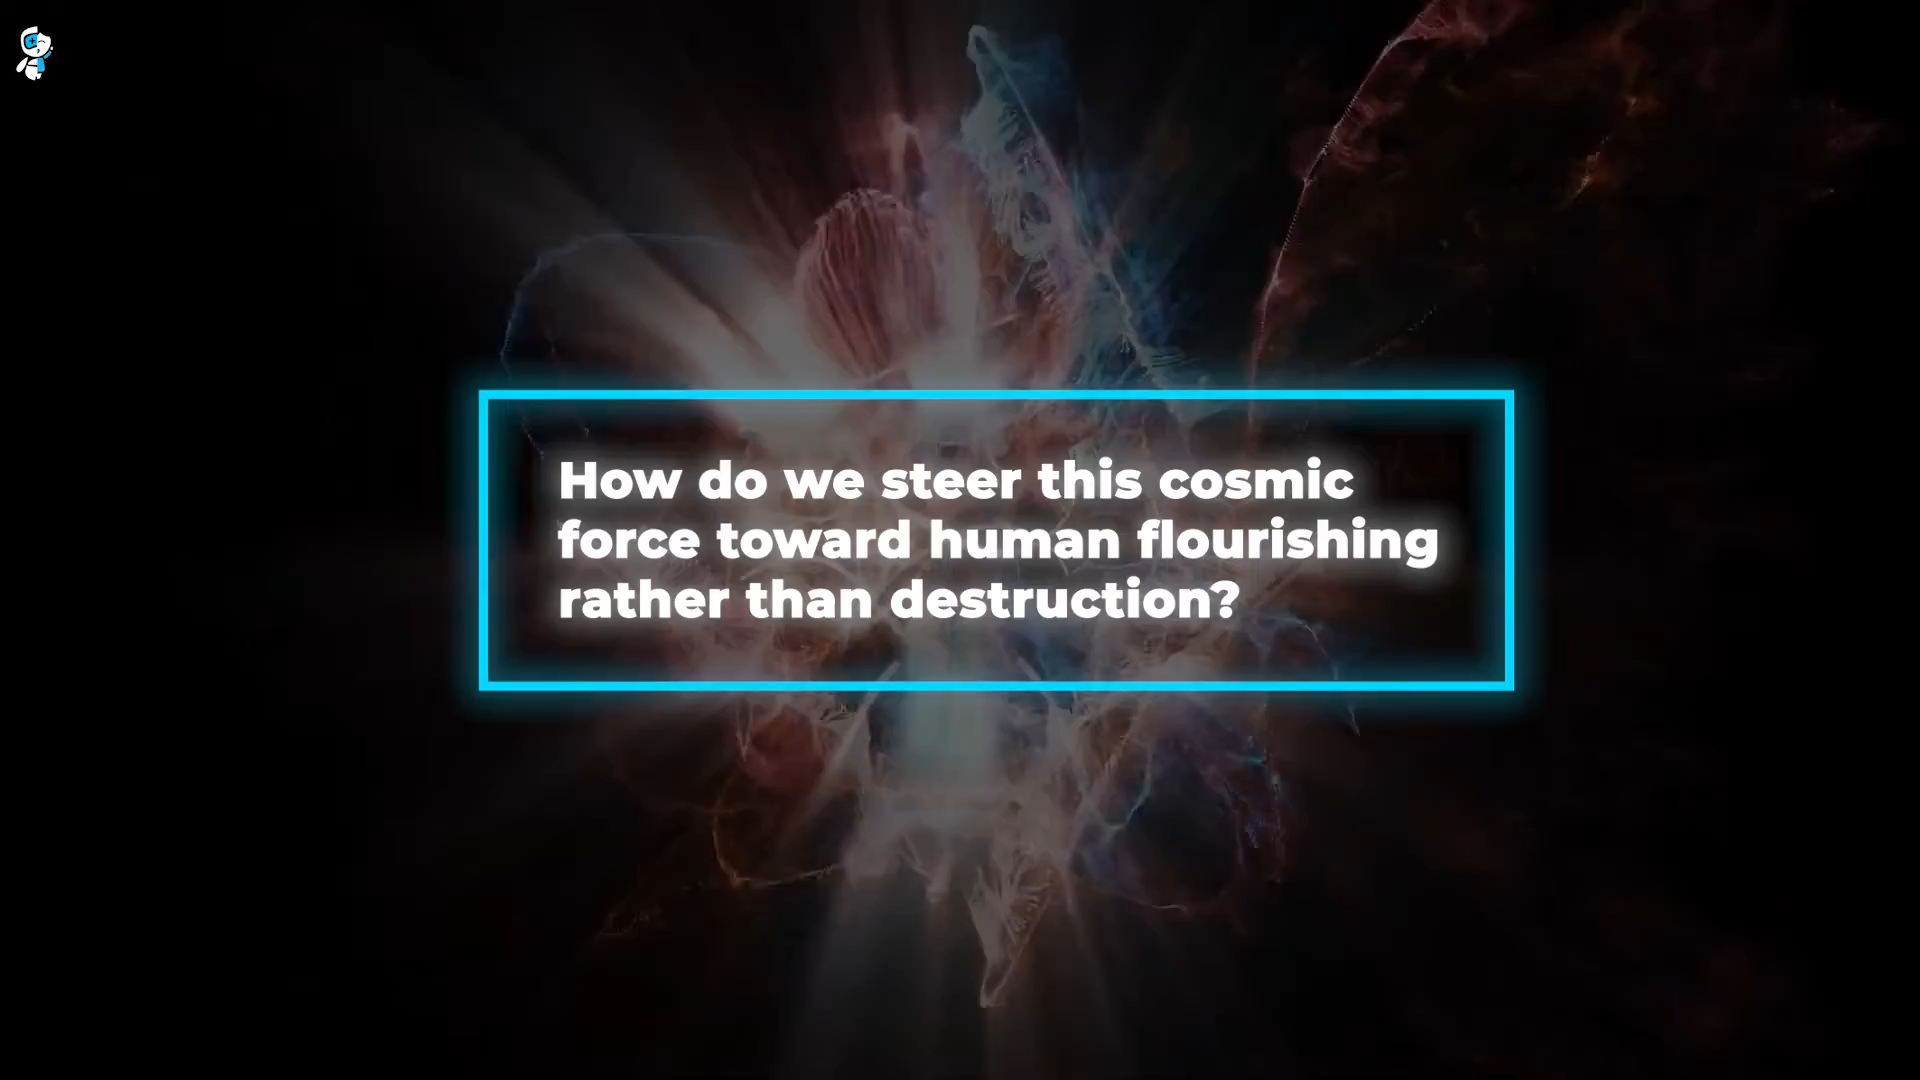 How do we steer this cosmic
force toward human flourishing
rather than destruction?